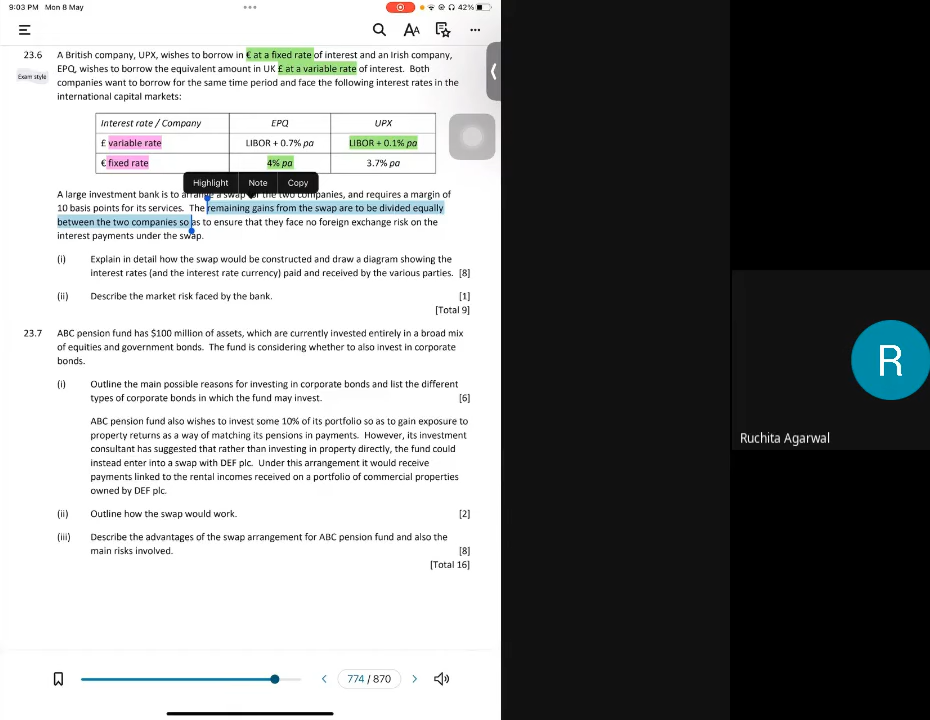 9:03 PM Mon 8 May
42%
AA
23.6 A British company, UPX, wishes to borrow in € at a fixed rate of interest and an Irish company,
EPQ, wishes to borrow the equivalent amount in UK £ at a variable rate of interest. Both
Exam style
companies want to borrow for the same time period and face the following interest rates in the
international capital markets:
Interest rate / Company EPQ UPX
£ variable rate LIBOR + 0.7% pa LIBOR + 0.1% pa
€ fixed rate 4% pa 3.7% pa
Highlight Note Copy
A large investment bank is to arrange a swap for the two companies, and requires a margin of
10 basis points for its services. The remaining gains from the swap are to be divided equally
between the two companies so as to ensure that they face no foreign exchange risk on the
interest payments under the swap.
(i) Explain in detail how the swap would be constructed and draw a diagram showing the
interest rates (and the interest rate currency) paid and received by the various parties. [8]
(ii) Describe the market risk faced by the bank. [1]
[Total 9]
23.7 ABC pension fund has $100 million of assets, which are currently invested entirely in a broad mix
of equities and government bonds. The fund is considering whether to also invest in corporate
bonds.
(i) Outline the main possible reasons for investing in corporate bonds and list the different
types of corporate bonds in which the fund may invest. [6]
ABC pension fund also wishes to invest some 10% of its portfolio so as to gain exposure to
property returns as a way of matching its pensions in payments. However, its investment
consultant has suggested that rather than investing in property directly, the fund could
instead enter into a swap with DEF plc. Under this arrangement it would receive
payments linked to the rental incomes received on a portfolio of commercial properties
owned by DEF plc.
(ii) Outline how the swap would work. [2]
(iii) Describe the advantages of the swap arrangement for ABC pension fund and also the
main risks involved. [8]
[Total 16]
774 / 870
R
Ruchita Agarwal